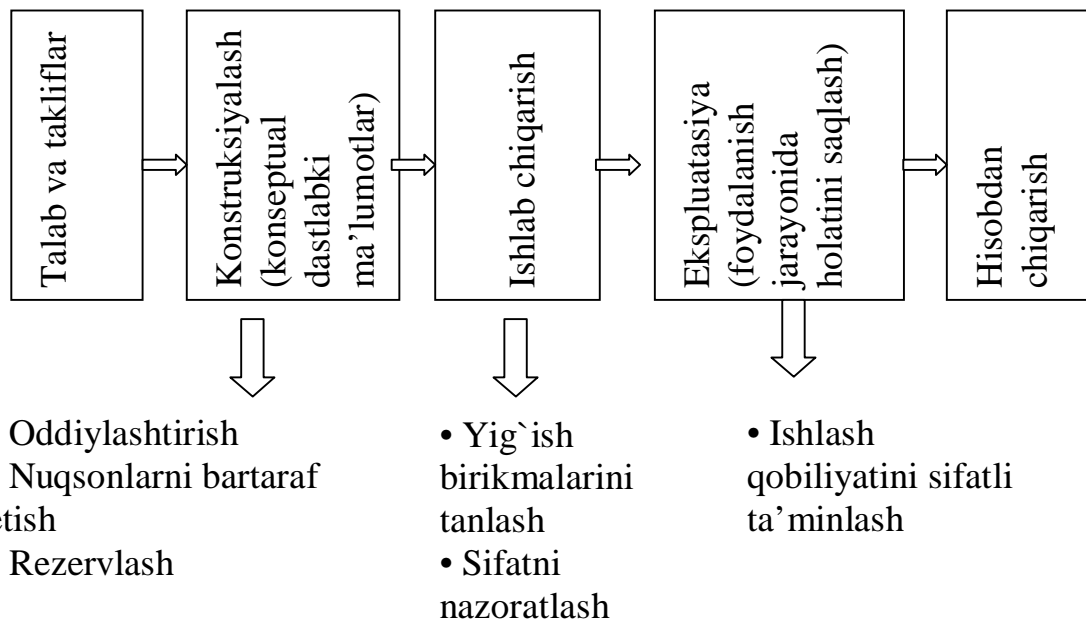 Talab va takliflar
Konstruksiyalash
(konseptual
dastlabki
ma’lumotlar)
Ishlab chiqarish
Ekspluatasiya
(foydalanish
jarayonida
holatini saqlash)
Hisobdan
chiqarish
Oddiylashtirish
Nuqsonlarni bartaraf
etish
Rezervlash
• Yig`ish
birikmalarini
tanlash
• Sifatni
nazoratlash
• Ishlash
qobiliyatini sifatli
ta’minlash